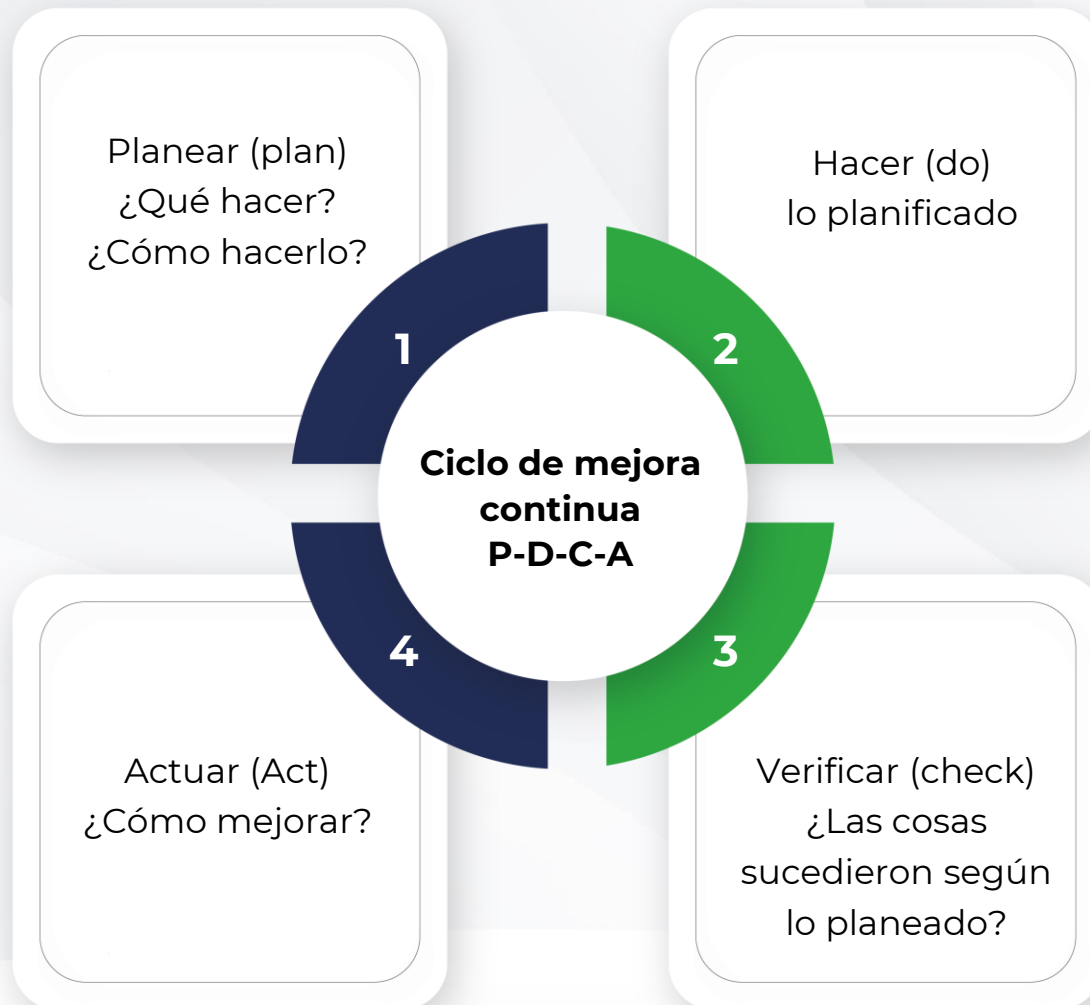 Planear (plan)
¿Qué hacer?
¿Cómo hacerlo?
1
Hacer (do)
lo planificado
2
Ciclo de mejora
continua
P-D-C-A
3
Verificar (check)
¿Las cosas
sucedieron según
lo planeado?
4
Actuar (Act)
¿Cómo mejorar?